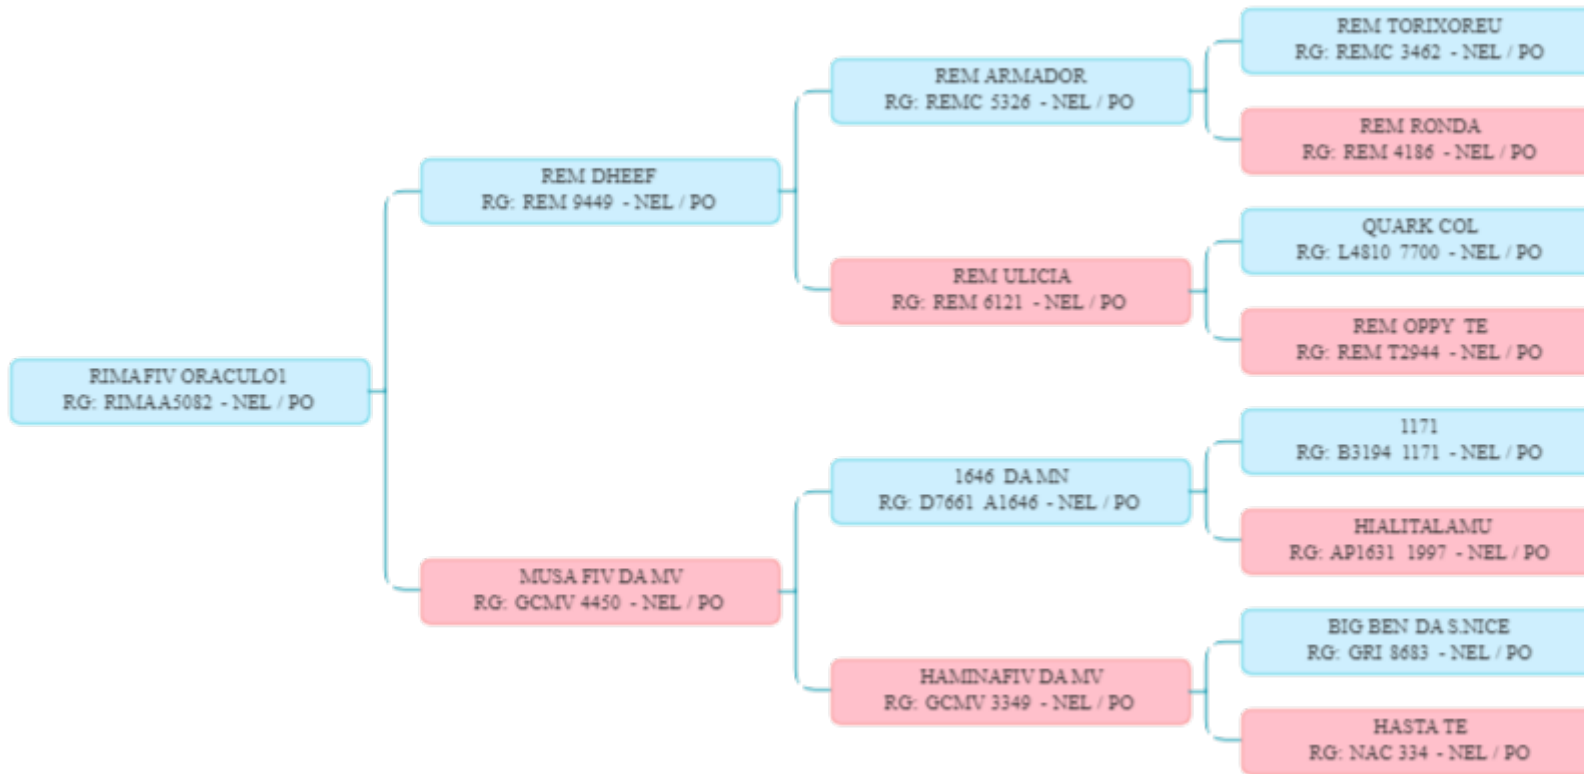 RIMAFIV ORACULO1
RG: RIMAA5082 - NEL / PO
REM DHEEF
RG: REM 9449 - NEL / PO
MUSA FIV DA MV
RG: GCMV 4450 - NEL / PO
REM ARMADOR
RG: REMC 5326 - NEL / PO
REM ULICIA
RG: REM 6121 - NEL / PO
1646 DA MN
RG: D7661 A1646 - NEL / PO
HAMINAFIV DA MV
RG: GCMV 3349 - NEL / PO
REM TORIXOREU
RG: REMC 3462 - NEL / PO
REM RONDA
RG: REM 4186 - NEL / PO
QUARK COL
RG: L4810 7700 - NEL / PO
REM OPPY TE
RG: REM T2944 - NEL / PO
1171
RG: B3194 1171 - NEL / PO
HIALITALAMU
RG: AP1631 1997 - NEL / PO
BIG BEN DA S.NICE
RG: GRI 8683 - NEL / PO
HASTA TE
RG: NAC 334 - NEL / PO